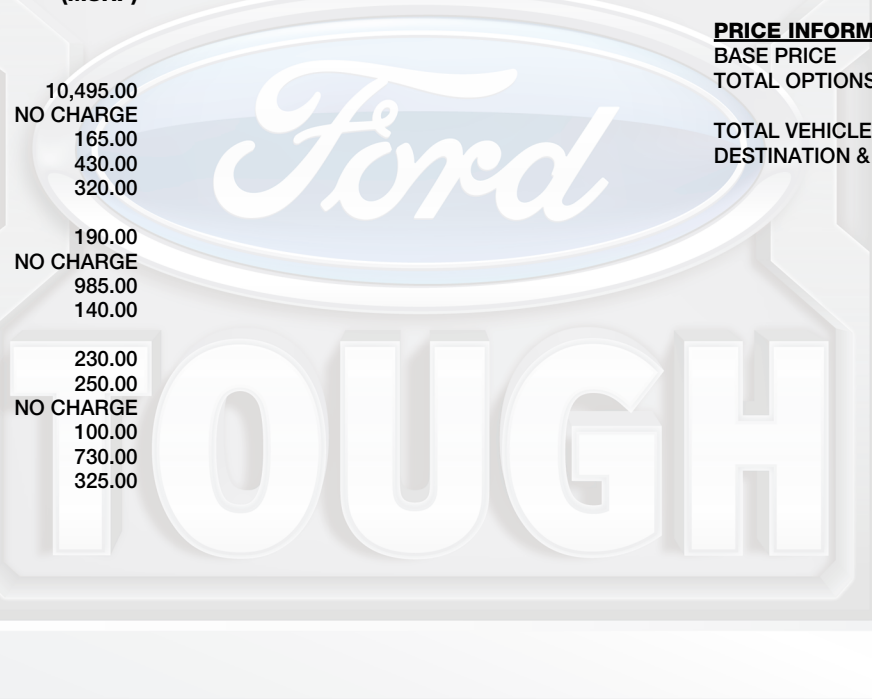 10,495.00
NO CHARGE
165.00
430.00
320.00
190.00
NO CHARGE
985.00
140.00
230.00
250.00
NO CHARGE
100.00
730.00
325.00
PRICE INFORM
BASE PRICE
TOTAL OPTIONS
TOTAL VEHICLE
DESTINATION &
Ford
TOUGH